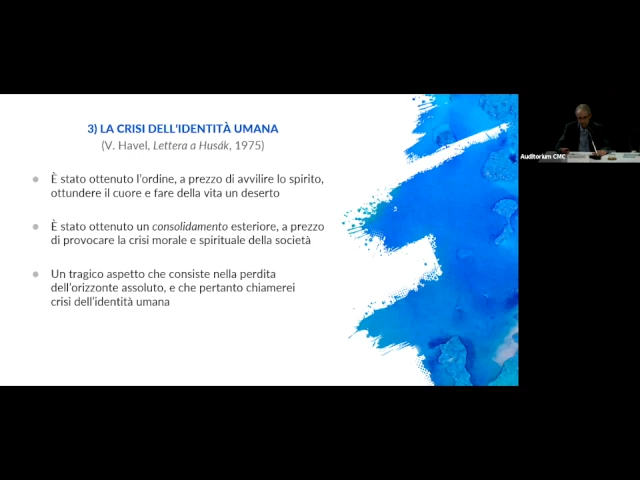 3) LA CRISI DELL'IDENTITÀ UMANA
(V. Havel, Lettera a Husák, 1975)
È stato ottenuto l'ordine, a prezzo di avvilire lo spirito,
ottundere il cuore e fare della vita un deserto
È stato ottenuto un consolidamento esteriore, a prezzo
di provocare la crisi morale e spirituale della società
Un tragico aspetto che consiste nella perdita
dell'orizzonte assoluto, e che pertanto chiamerei
crisi dell'identità umana
Auditorium CMC